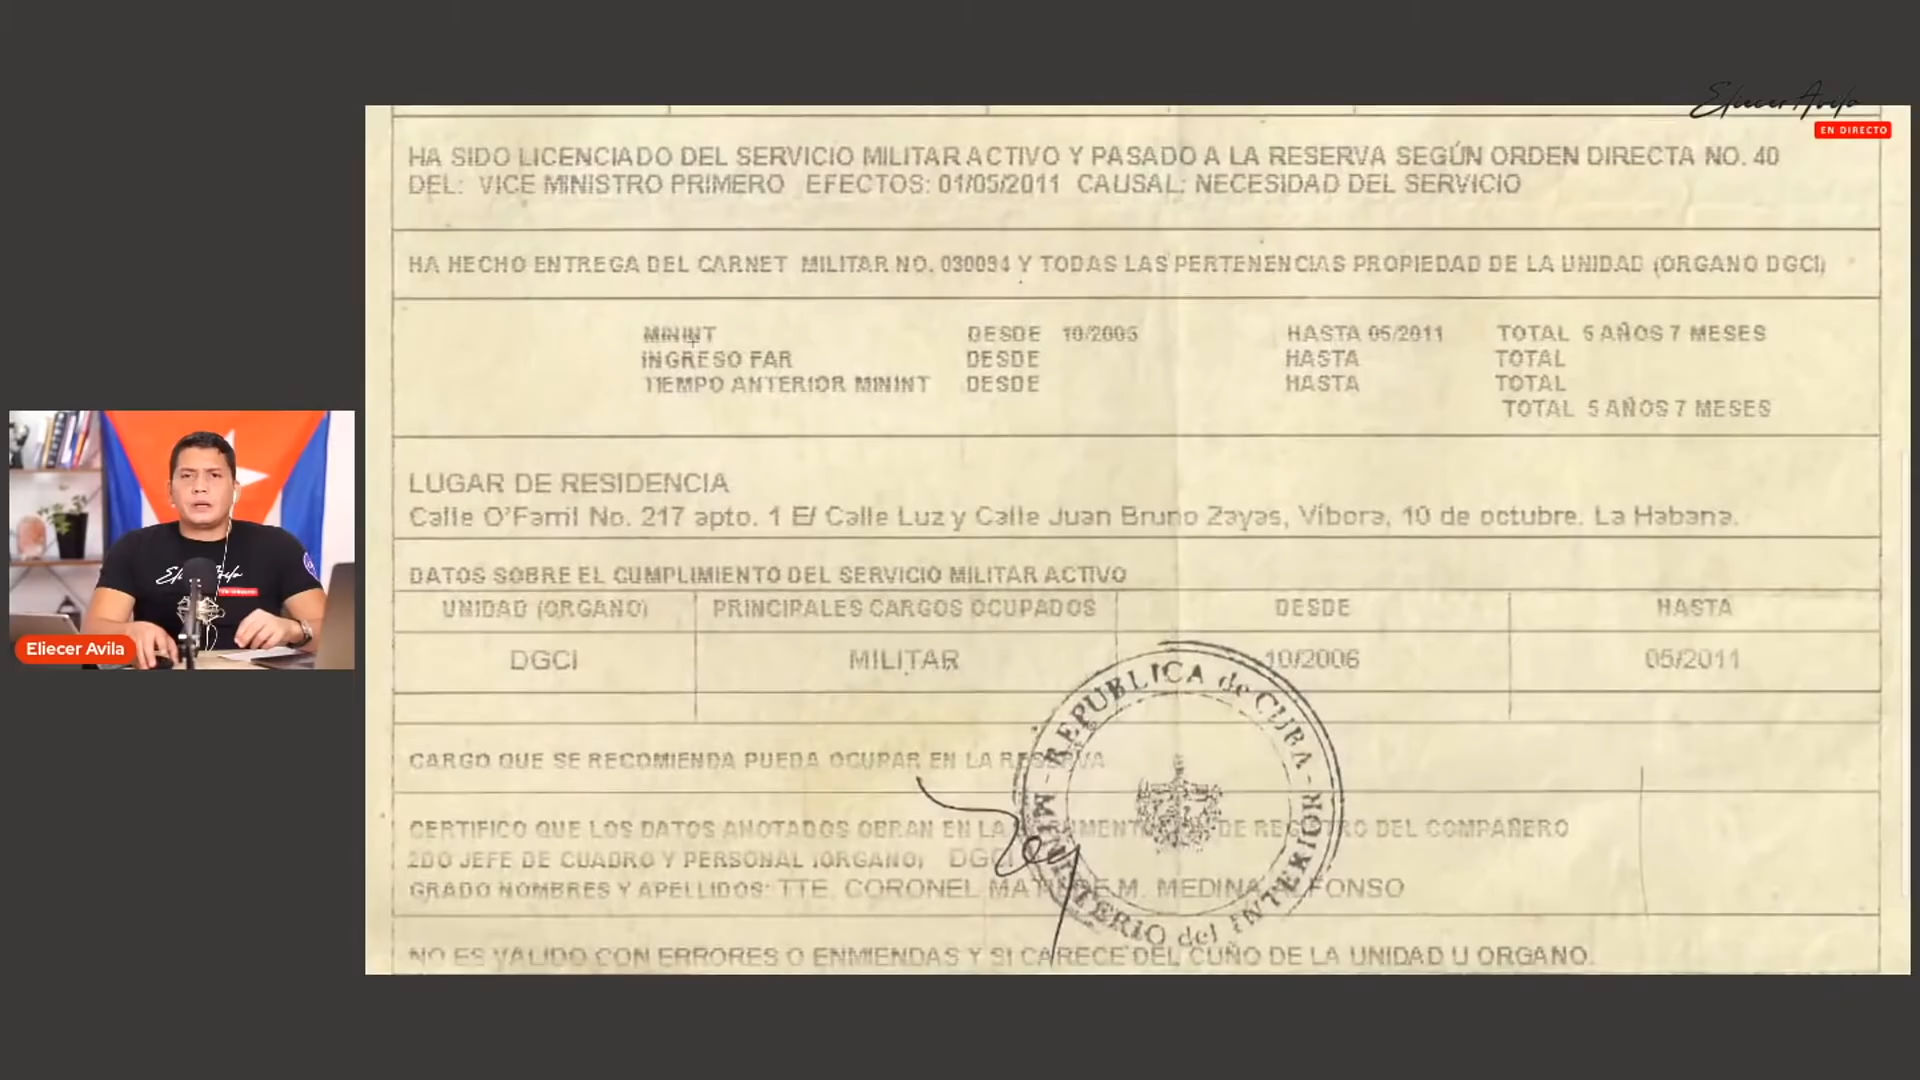 Eliecer Avila
EN DIRECTO
HA SIDO LICENCIADO DEL SERVICIO MILITAR ACTIVO Y PASADO A LA RESERVA SEGÚN ORDEN DIRECTA NO. 40
DEL: VICE MINISTRO PRIMERO EFECTOS: 01/05/2011 CAUSAL: NECESIDAD DEL SERVICIO
HA HECHO ENTREGA DEL CARNET MILITAR NO. 030094 Y TODAS LAS PERTENENCIAS PROPIEDAD DE LA UNIDAD (ORGANO DGCI)
MININT DESDE 10/2005 HASTA 05/2011 TOTAL 5 AÑOS 7 MESES
INGRESO FAR DESDE HASTA TOTAL
TIEMPO ANTERIOR MININT DESDE HASTA TOTAL
TOTAL 5 AÑOS 7 MESES
LUGAR DE RESIDENCIA
Calle O'Farril No. 217 apto. 1 E/ Calle Luz y Calle Juan Bruno Zayas, Víbora, 10 de octubre. La Habana.
DATOS SOBRE EL CUMPLIMIENTO DEL SERVICIO MILITAR ACTIVO
UNIDAD (ORGANO) PRINCIPALES CARGOS OCUPADOS DESDE HASTA
DGCI MILITAR 10/2006 05/2011
CARGO QUE SE RECOMIENDA PUEDA OCUPAR EN LA RESERVA
CERTIFICO QUE LOS DATOS ANOTADOS OBRAN EN LA DE REGISTRO DEL COMPAÑERO
2DO JEFE DE CUADRO Y PERSONAL (ORGANO) DGCI
GRADO NOMBRES Y APELLIDOS: TTE. CORONEL M. MEDINA
NO ES VALIDO CON ERRORES O ENMIENDAS Y SI CARECE DEL CUÑO DE LA UNIDAD U ORGANO.
REPUBLICA de CUBA
MINISTERIO del INTERIOR
EN DIRECTO
Eliecer Avila